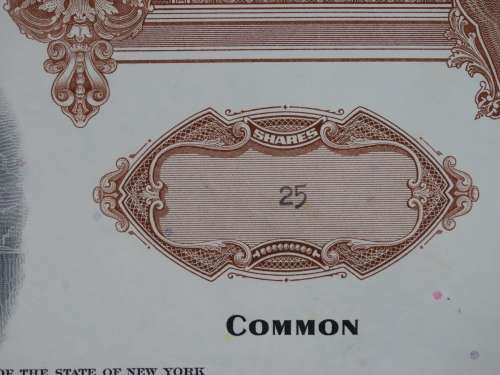 SHARES
25
COMMON
OF THE STATE OF NEW YORK